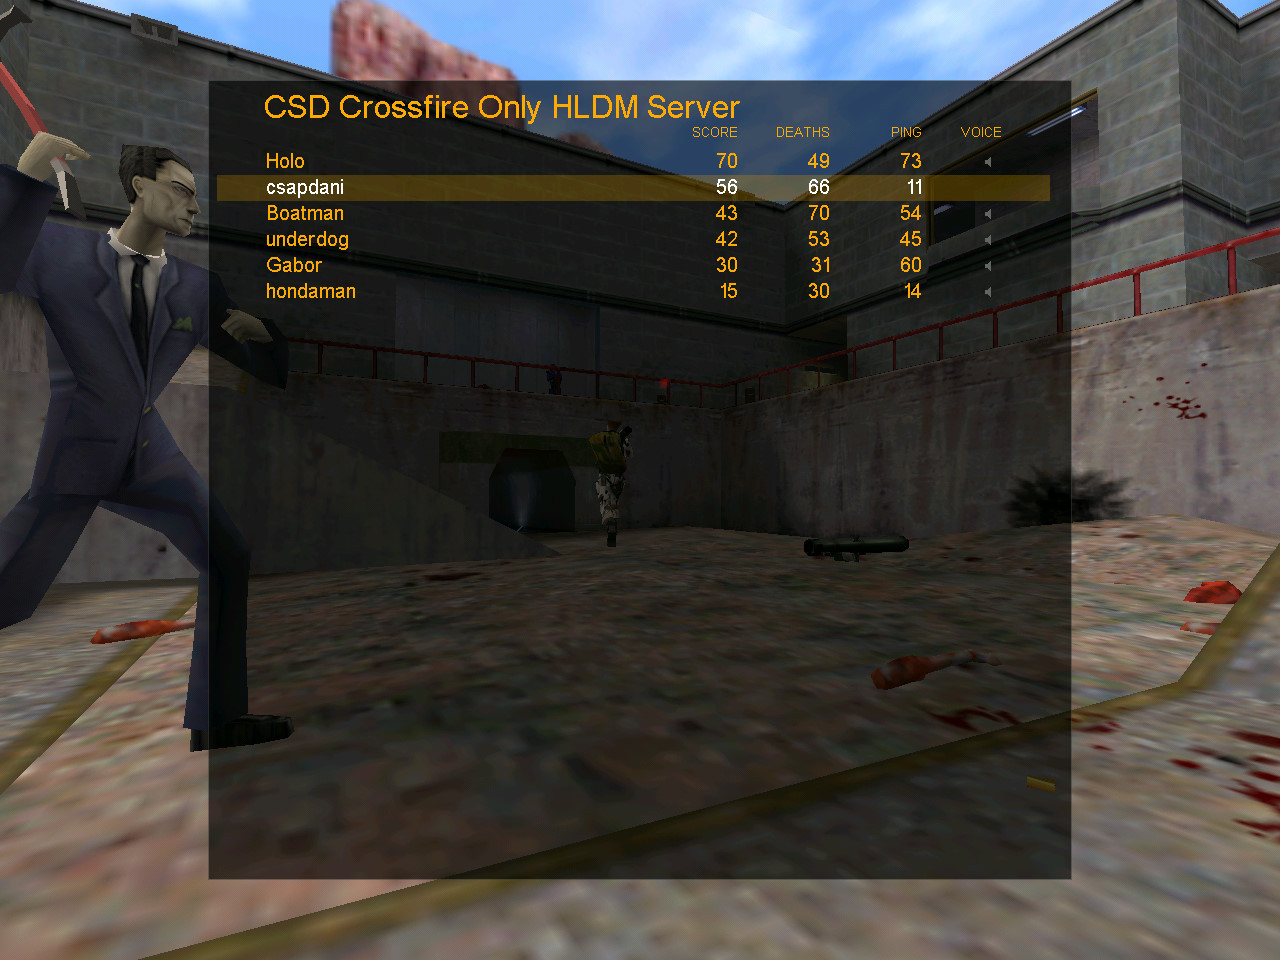 CSD Crossfire Only HLDM Server
SCORE DEATHS PING VOICE
Holo 70 49 73
csapdani 56 66 11
Boatman 43 70 54
underdog 42 53 45
Gabor 30 31 60
hondaman 15 30 14